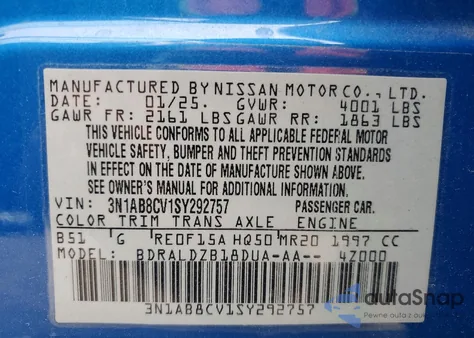 MANUFACTURED BY NISSAN MOTOR CO., LTD.
DATE: 01/25. GVWR: 4001 LBS
GAWR FR: 2161 LBS GAWR RR: 1863 LBS
THIS VEHICLE CONFORMS TO ALL APPLICABLE FEDERAL MOTOR
VEHICLE SAFETY, BUMPER AND THEFT PREVENTION STANDARDS
IN EFFECT ON THE DATE OF MANUFACTURE SHOWN ABOVE.
SEE OWNER'S MANUAL FOR ADDITIONAL INFORMATION.
VIN: 3N1AB8CV1SY292757 PASSENGER CAR.
COLOR TRIM TRANS AXLE ENGINE
B51 G RE0F15A HQ50 MR20 1997 CC
MODEL: BDRALDZB18DUA-AA-- 4Z000
3N1AB8CV1SY292757
autaSnap
Pewne auto z